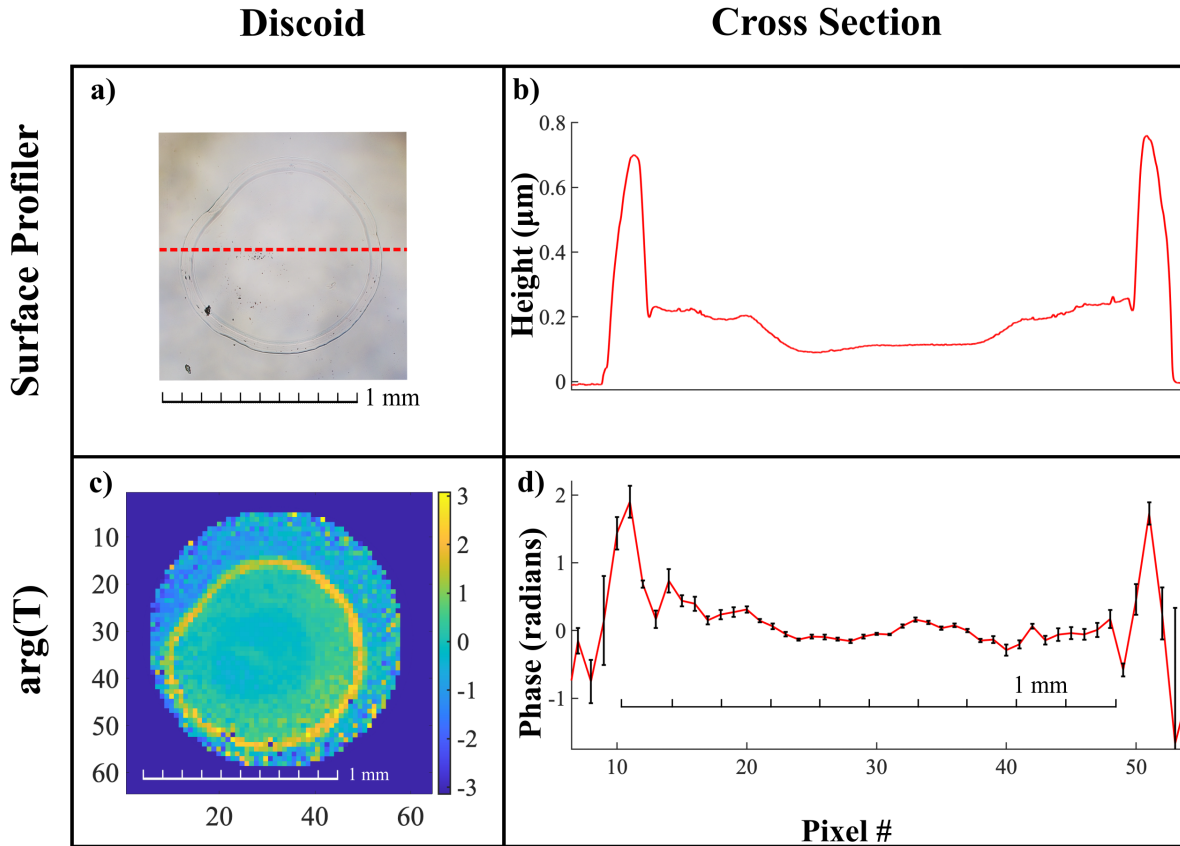 Discoid
Cross Section
Surface Profiler
a)
1 mm
b)
Height (μm)
0.8
0.6
0.4
0.2
0
arg(T)
c)
10
20
30
40
50
60
20
40
60
3
2
1
0
-1
-2
-3
1 mm
d)
Phase (radians)
2
1
0
-1
1 mm
10
20
30
40
50
Pixel #